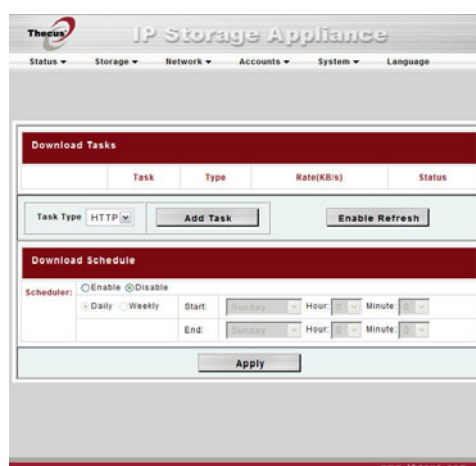 Thecus
IP Storage Appliance
Status Storage Network Accounts System Language
Download Tasks
Task Type Rate(KB/s) Status
Task Type HTTP Add Task Enable Refresh
Download Schedule
Scheduler: Enable Disable
Daily Weekly Start: Sunday Hour: 0 Minute: 0
End: Sunday Hour: 0 Minute: 0
Apply